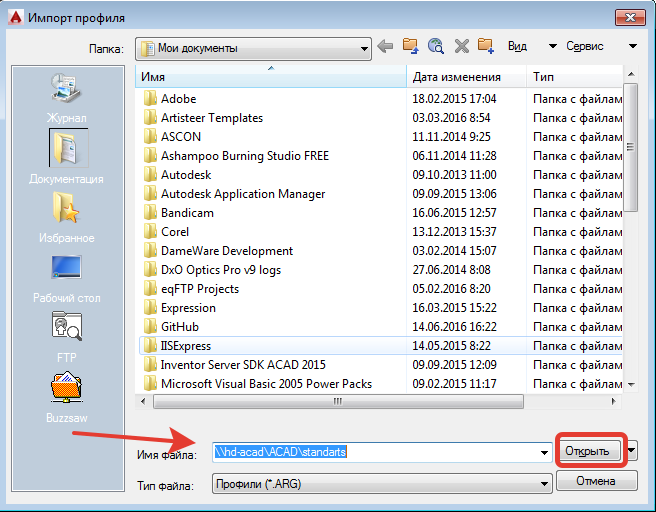 Импорт профиля
Папка: Мои документы Вид Сервис
Имя Дата изменения Тип
Adobe 18.02.2015 17:04 Папка с файлам
Artisteer Templates 03.03.2016 8:54 Папка с файлам
ASCON 11.11.2014 9:25 Папка с файлам
Ashampoo Burning Studio FREE 06.11.2014 11:28 Папка с файлам
Autodesk 09.10.2013 11:00 Папка с файлам
Autodesk Application Manager 09.09.2015 13:06 Папка с файлам
Bandicam 16.06.2015 12:57 Папка с файлам
Corel 13.12.2013 15:37 Папка с файлам
DameWare Development 03.02.2014 15:07 Папка с файлам
DxO Optics Pro v9 logs 27.06.2014 8:08 Папка с файлам
eqFTP Projects 05.02.2016 8:20 Папка с файлам
Expression 16.03.2015 15:22 Папка с файлам
GitHub 14.06.2016 16:22 Папка с файлам
IISExpress 14.05.2015 8:22 Папка с файлам
Inventor Server SDK ACAD 2015 09.09.2015 12:09 Папка с файлам
Microsoft Visual Basic 2005 Power Packs 09.02.2015 11:17 Папка с файлам
Журнал
Документация
Избранное
Рабочий стол
FTP
Buzzsaw
Имя файла: \\hd-acad\ACAD\standarts Открыть
Тип файла: Профили (*.ARG) Отмена